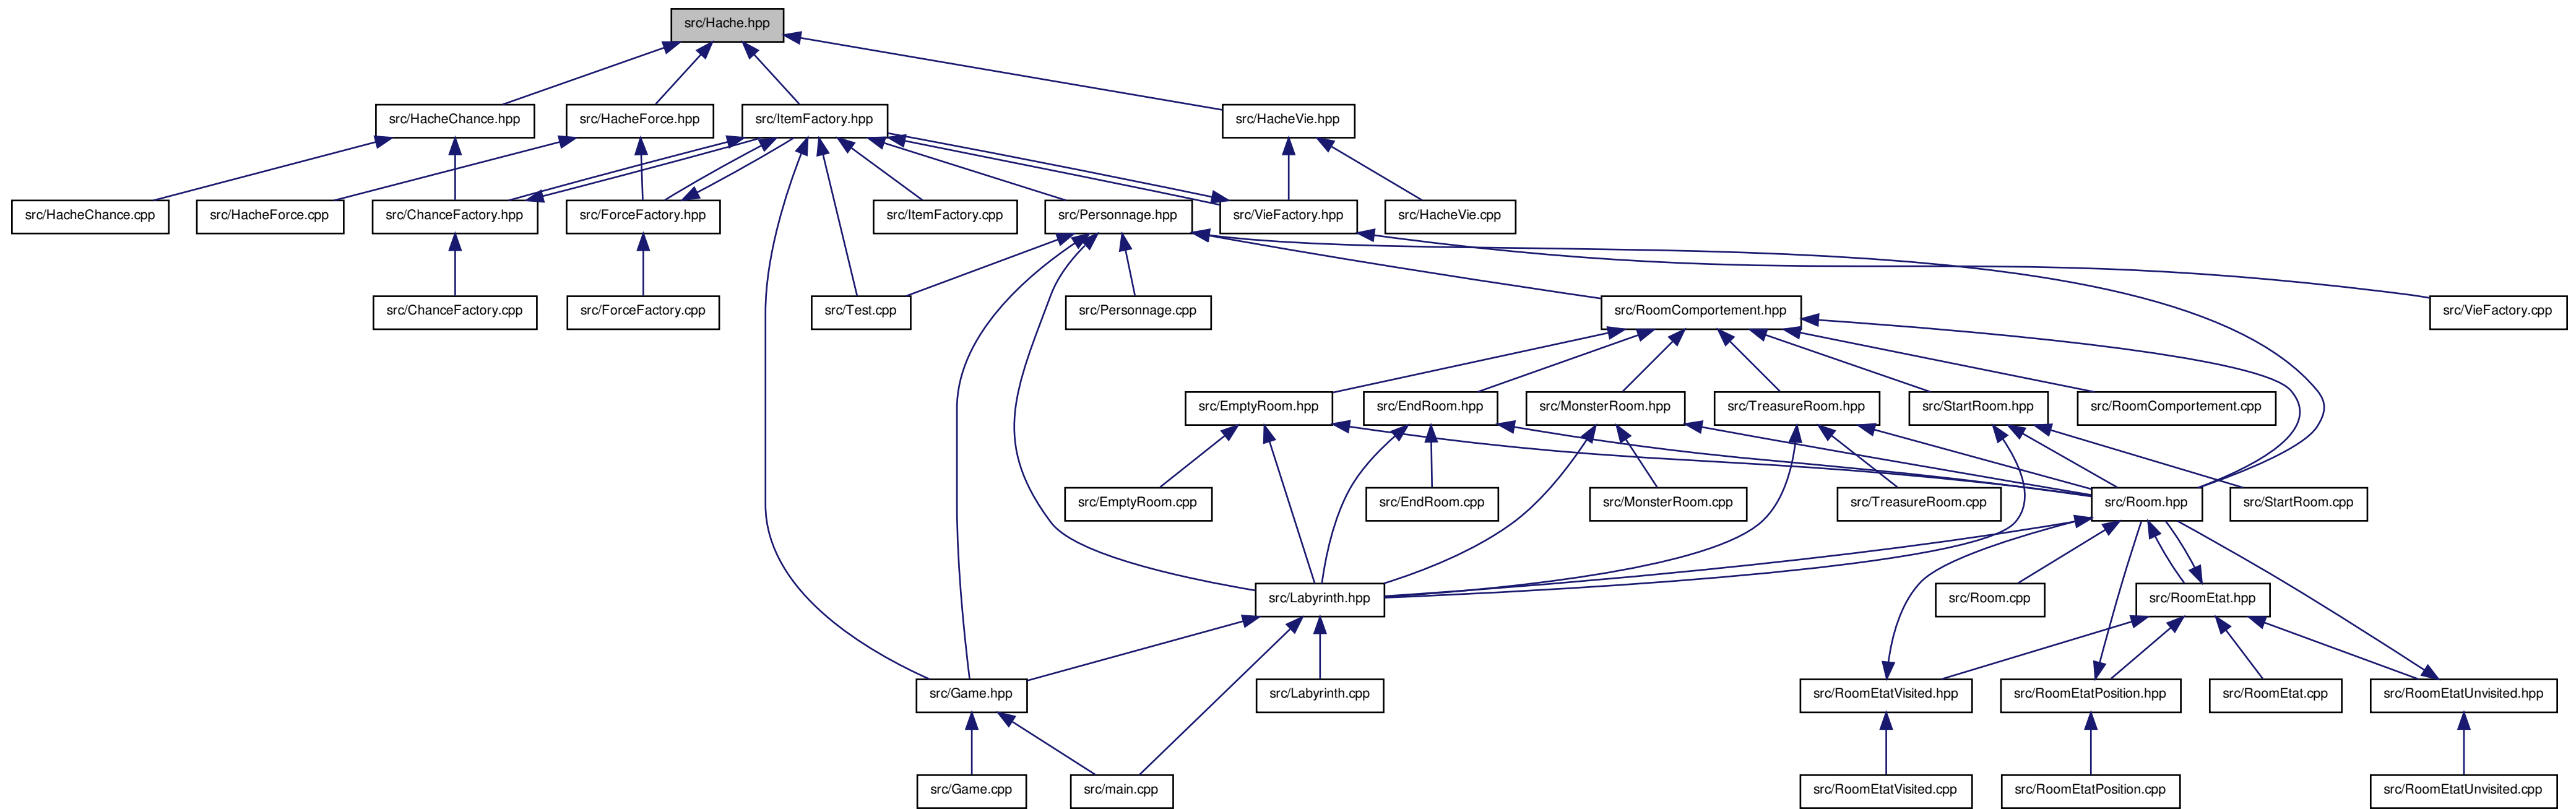 src/Hache.hpp
src/HacheChance.hpp
src/HacheForce.hpp
src/ItemFactory.hpp
src/HacheVie.hpp
src/HacheChance.cpp
src/HacheForce.cpp
src/ChanceFactory.hpp
src/ForceFactory.hpp
src/ItemFactory.cpp
src/Personnage.hpp
src/VieFactory.hpp
src/HacheVie.cpp
src/ChanceFactory.cpp
src/ForceFactory.cpp
src/Test.cpp
src/Personnage.cpp
src/RoomComportement.hpp
src/VieFactory.cpp
src/EmptyRoom.hpp
src/EndRoom.hpp
src/MonsterRoom.hpp
src/TreasureRoom.hpp
src/StartRoom.hpp
src/RoomComportement.cpp
src/EmptyRoom.cpp
src/EndRoom.cpp
src/MonsterRoom.cpp
src/TreasureRoom.cpp
src/Room.hpp
src/StartRoom.cpp
src/Labyrinth.hpp
src/Room.cpp
src/RoomEtat.hpp
src/Game.hpp
src/Labyrinth.cpp
src/RoomEtatVisited.hpp
src/RoomEtatPosition.hpp
src/RoomEtat.cpp
src/RoomEtatUnvisited.hpp
src/Game.cpp
src/main.cpp
src/RoomEtatVisited.cpp
src/RoomEtatPosition.cpp
src/RoomEtatUnvisited.cpp